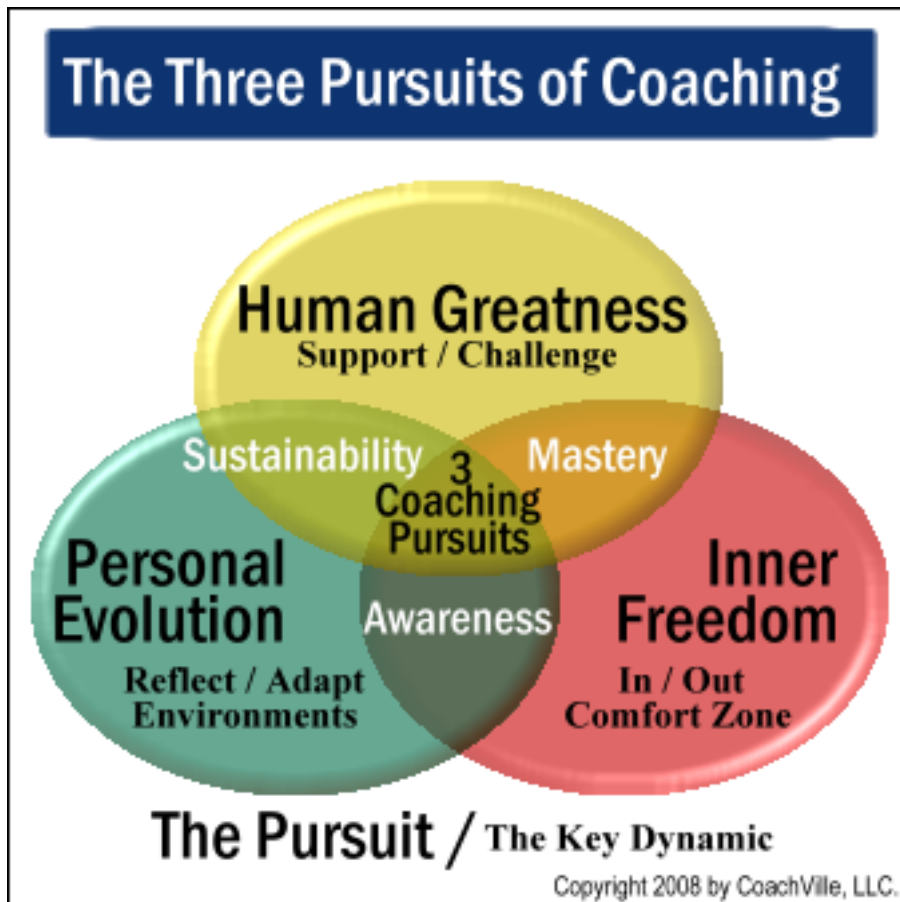 The Three Pursuits of Coaching
Human Greatness
Support / Challenge
Sustainability
Mastery
3
Coaching
Pursuits
Personal
Evolution
Reflect / Adapt
Environments
Awareness
Inner
Freedom
In / Out
Comfort Zone
The Pursuit / The Key Dynamic
Copyright 2008 by CoachVille, LLC.